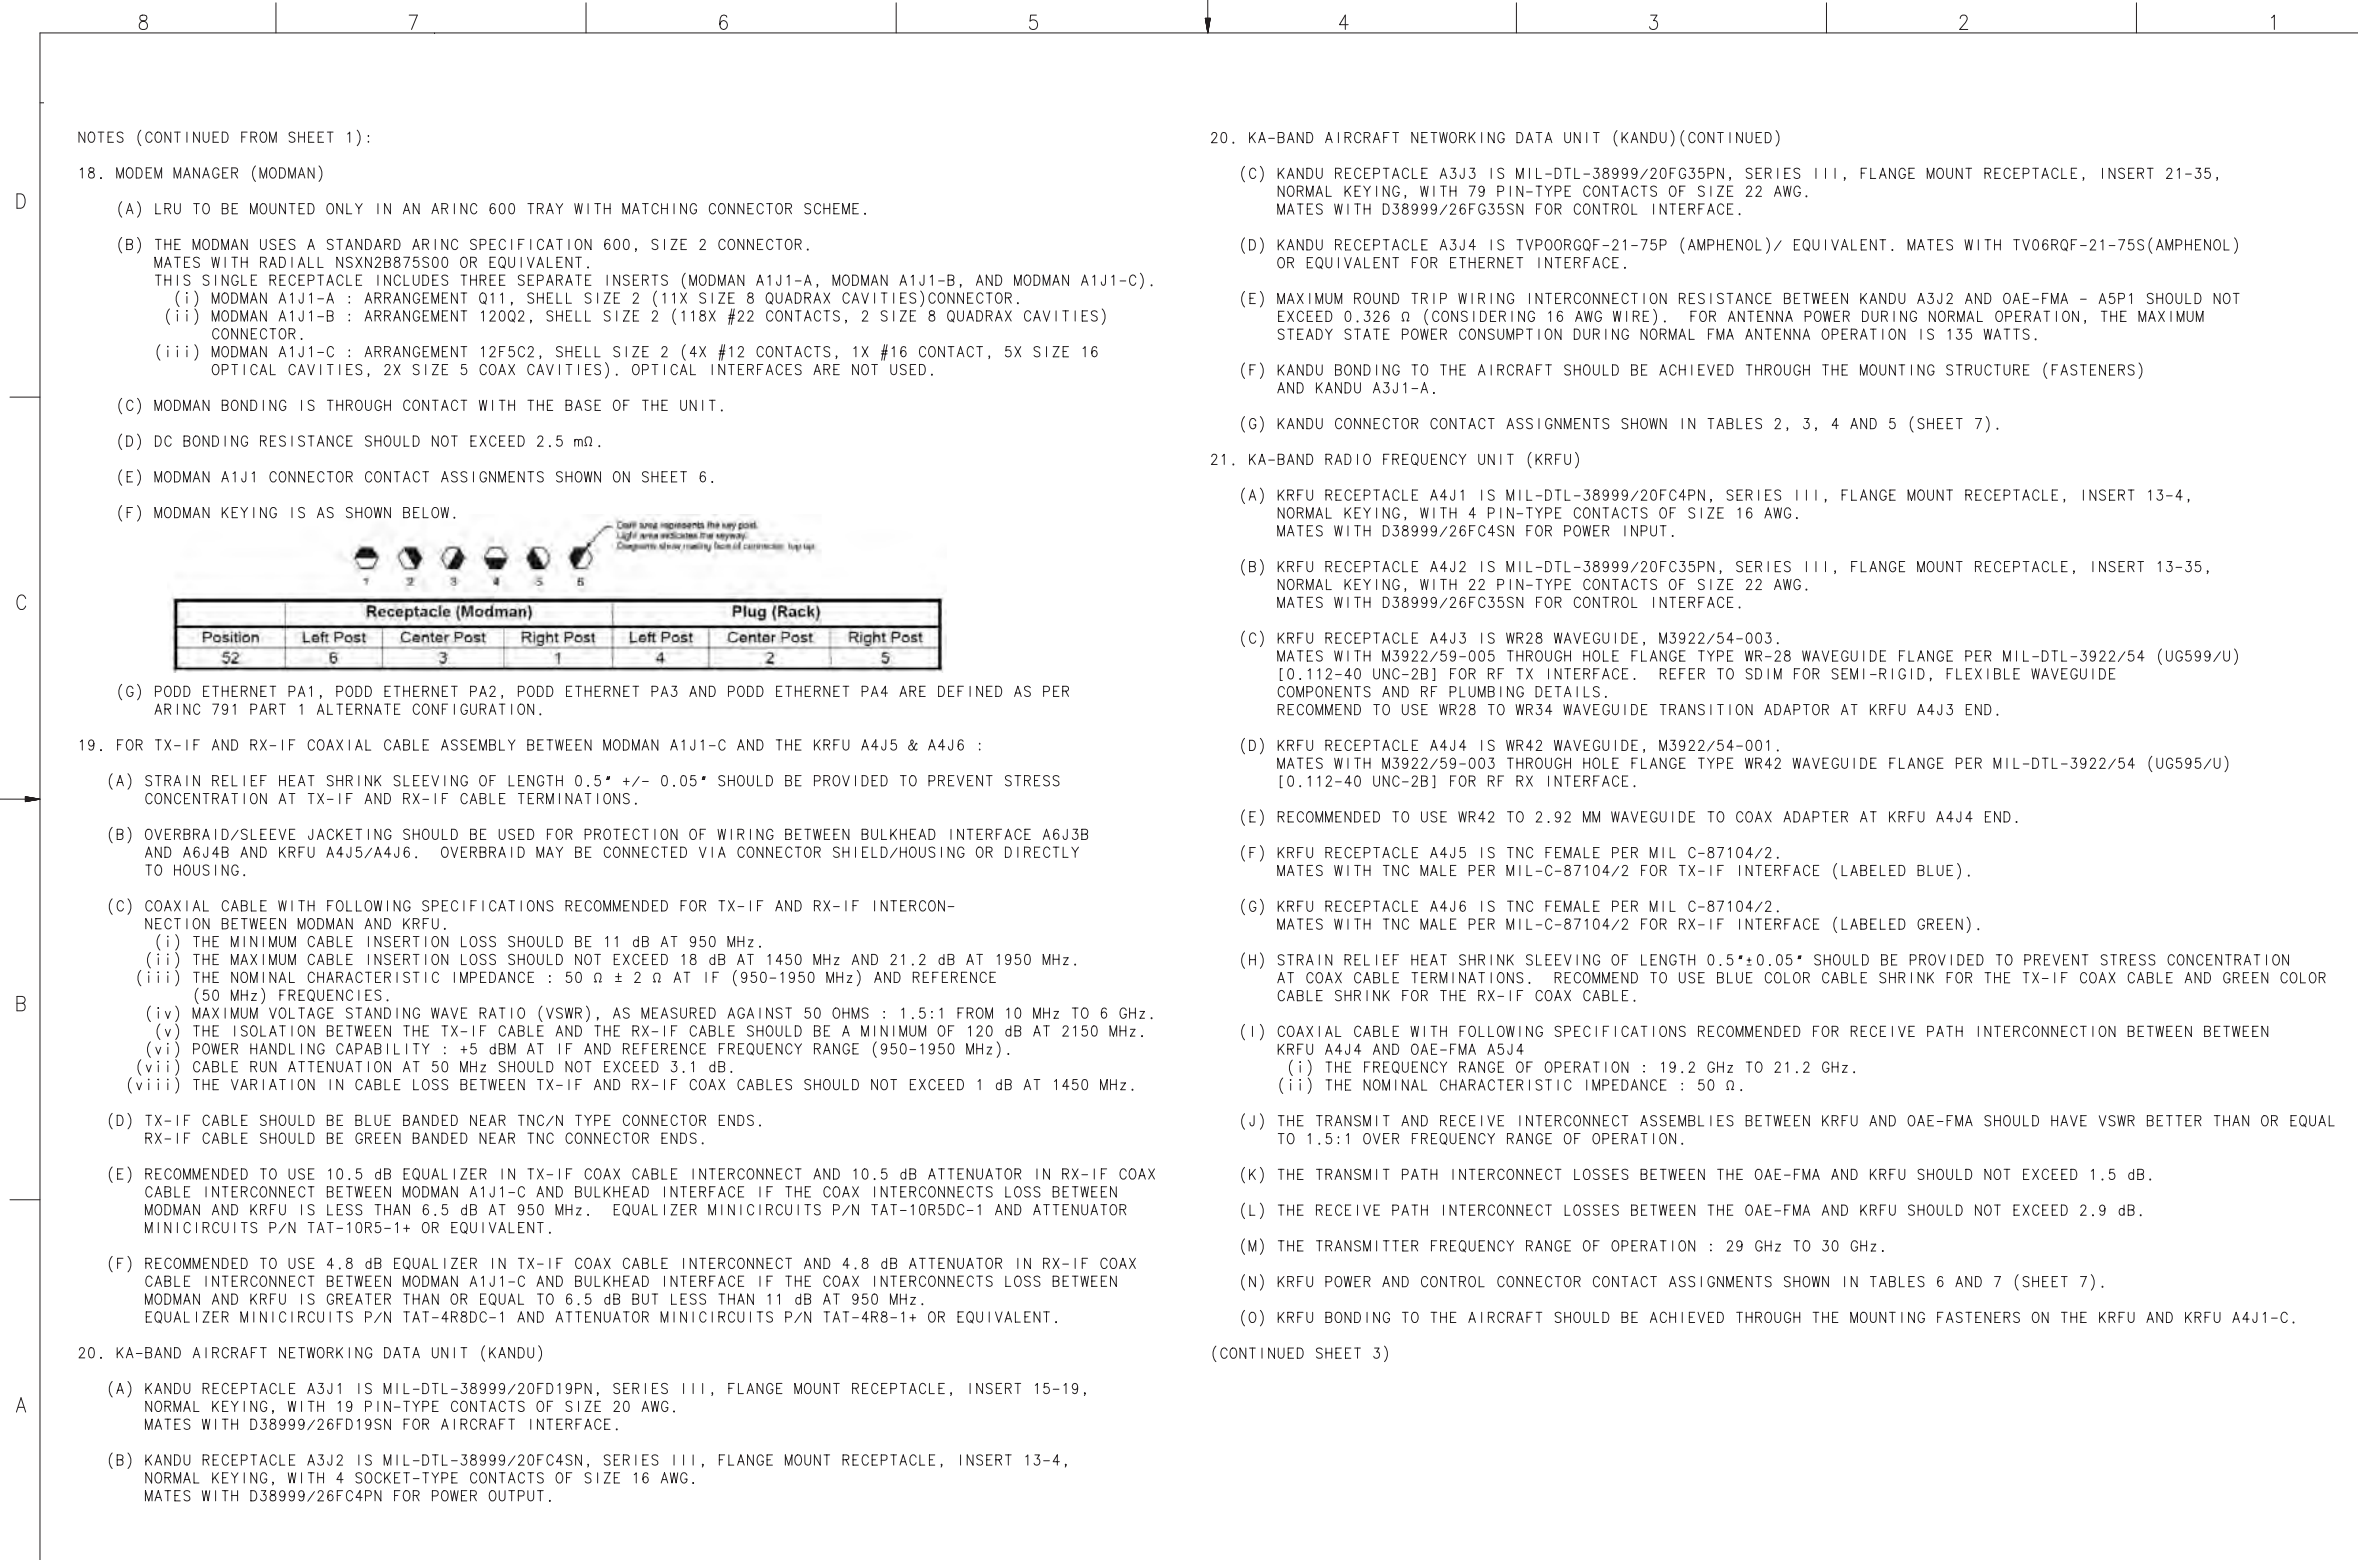 8 7 6 5 4 3 2 1
D
C
B
A
NOTES (CONTINUED FROM SHEET 1):
18. MODEM MANAGER (MODMAN)
(A) LRU TO BE MOUNTED ONLY IN AN ARINC 600 TRAY WITH MATCHING CONNECTOR SCHEME.
(B) THE MODMAN USES A STANDARD ARINC SPECIFICATION 600, SIZE 2 CONNECTOR.
MATES WITH RADIALL NSXN2B875S00 OR EQUIVALENT.
THIS SINGLE RECEPTACLE INCLUDES THREE SEPARATE INSERTS (MODMAN A1J1-A, MODMAN A1J1-B, AND MODMAN A1J1-C).
(i) MODMAN A1J1-A : ARRANGEMENT Q11, SHELL SIZE 2 (11X SIZE 8 QUADRAX CAVITIES)CONNECTOR.
(ii) MODMAN A1J1-B : ARRANGEMENT 120Q2, SHELL SIZE 2 (118X #22 CONTACTS, 2 SIZE 8 QUADRAX CAVITIES)
CONNECTOR.
(iii) MODMAN A1J1-C : ARRANGEMENT 12F5C2, SHELL SIZE 2 (4X #12 CONTACTS, 1X #16 CONTACT, 5X SIZE 16
OPTICAL CAVITIES, 2X SIZE 5 COAX CAVITIES). OPTICAL INTERFACES ARE NOT USED.
(C) MODMAN BONDING IS THROUGH CONTACT WITH THE BASE OF THE UNIT.
(D) DC BONDING RESISTANCE SHOULD NOT EXCEED 2.5 mΩ.
(E) MODMAN A1J1 CONNECTOR CONTACT ASSIGNMENTS SHOWN ON SHEET 6.
(F) MODMAN KEYING IS AS SHOWN BELOW.
Dark area represents the key post.
Light area indicates the keyway.
Diagrams show mating face of connector, top up.
1 2 3 4 5 6
Receptacle (Modman) Plug (Rack)
Position Left Post Center Post Right Post Left Post Center Post Right Post
52 6 3 1 4 2 5
(G) PODD ETHERNET PA1, PODD ETHERNET PA2, PODD ETHERNET PA3 AND PODD ETHERNET PA4 ARE DEFINED AS PER
ARINC 791 PART 1 ALTERNATE CONFIGURATION.
19. FOR TX-IF AND RX-IF COAXIAL CABLE ASSEMBLY BETWEEN MODMAN A1J1-C AND THE KRFU A4J5 & A4J6 :
(A) STRAIN RELIEF HEAT SHRINK SLEEVING OF LENGTH 0.5" +/- 0.05" SHOULD BE PROVIDED TO PREVENT STRESS
CONCENTRATION AT TX-IF AND RX-IF CABLE TERMINATIONS.
(B) OVERBRAID/SLEEVE JACKETING SHOULD BE USED FOR PROTECTION OF WIRING BETWEEN BULKHEAD INTERFACE A6J3B
AND A6J4B AND KRFU A4J5/A4J6. OVERBRAID MAY BE CONNECTED VIA CONNECTOR SHIELD/HOUSING OR DIRECTLY
TO HOUSING.
(C) COAXIAL CABLE WITH FOLLOWING SPECIFICATIONS RECOMMENDED FOR TX-IF AND RX-IF INTERCON-
NECTION BETWEEN MODMAN AND KRFU.
(i) THE MINIMUM CABLE INSERTION LOSS SHOULD BE 11 dB AT 950 MHz.
(ii) THE MAXIMUM CABLE INSERTION LOSS SHOULD NOT EXCEED 18 dB AT 1450 MHz AND 21.2 dB AT 1950 MHz.
(iii) THE NOMINAL CHARACTERISTIC IMPEDANCE : 50 Ω ± 2 Ω AT IF (950-1950 MHz) AND REFERENCE
(50 MHz) FREQUENCIES.
(iv) MAXIMUM VOLTAGE STANDING WAVE RATIO (VSWR), AS MEASURED AGAINST 50 OHMS : 1.5:1 FROM 10 MHz TO 6 GHz.
(v) THE ISOLATION BETWEEN THE TX-IF CABLE AND THE RX-IF CABLE SHOULD BE A MINIMUM OF 120 dB AT 2150 MHz.
(vi) POWER HANDLING CAPABILITY : +5 dBM AT IF AND REFERENCE FREQUENCY RANGE (950-1950 MHz).
(vii) CABLE RUN ATTENUATION AT 50 MHz SHOULD NOT EXCEED 3.1 dB.
(viii) THE VARIATION IN CABLE LOSS BETWEEN TX-IF AND RX-IF COAX CABLES SHOULD NOT EXCEED 1 dB AT 1450 MHz.
(D) TX-IF CABLE SHOULD BE BLUE BANDED NEAR TNC/N TYPE CONNECTOR ENDS.
RX-IF CABLE SHOULD BE GREEN BANDED NEAR TNC CONNECTOR ENDS.
(E) RECOMMENDED TO USE 10.5 dB EQUALIZER IN TX-IF COAX CABLE INTERCONNECT AND 10.5 dB ATTENUATOR IN RX-IF COAX
CABLE INTERCONNECT BETWEEN MODMAN A1J1-C AND BULKHEAD INTERFACE IF THE COAX INTERCONNECTS LOSS BETWEEN
MODMAN AND KRFU IS LESS THAN 6.5 dB AT 950 MHz. EQUALIZER MINICIRCUITS P/N TAT-10R5DC-1 AND ATTENUATOR
MINICIRCUITS P/N TAT-10R5-1+ OR EQUIVALENT.
(F) RECOMMENDED TO USE 4.8 dB EQUALIZER IN TX-IF COAX CABLE INTERCONNECT AND 4.8 dB ATTENUATOR IN RX-IF COAX
CABLE INTERCONNECT BETWEEN MODMAN A1J1-C AND BULKHEAD INTERFACE IF THE COAX INTERCONNECTS LOSS BETWEEN
MODMAN AND KRFU IS GREATER THAN OR EQUAL TO 6.5 dB BUT LESS THAN 11 dB AT 950 MHz.
EQUALIZER MINICIRCUITS P/N TAT-4R8DC-1 AND ATTENUATOR MINICIRCUITS P/N TAT-4R8-1+ OR EQUIVALENT.
20. KA-BAND AIRCRAFT NETWORKING DATA UNIT (KANDU)
(A) KANDU RECEPTACLE A3J1 IS MIL-DTL-38999/20FD19PN, SERIES III, FLANGE MOUNT RECEPTACLE, INSERT 15-19,
NORMAL KEYING, WITH 19 PIN-TYPE CONTACTS OF SIZE 20 AWG.
MATES WITH D38999/26FD19SN FOR AIRCRAFT INTERFACE.
(B) KANDU RECEPTACLE A3J2 IS MIL-DTL-38999/20FC4SN, SERIES III, FLANGE MOUNT RECEPTACLE, INSERT 13-4,
NORMAL KEYING, WITH 4 SOCKET-TYPE CONTACTS OF SIZE 16 AWG.
MATES WITH D38999/26FC4PN FOR POWER OUTPUT.
20. KA-BAND AIRCRAFT NETWORKING DATA UNIT (KANDU)(CONTINUED)
(C) KANDU RECEPTACLE A3J3 IS MIL-DTL-38999/20FG35PN, SERIES III, FLANGE MOUNT RECEPTACLE, INSERT 21-35,
NORMAL KEYING, WITH 79 PIN-TYPE CONTACTS OF SIZE 22 AWG.
MATES WITH D38999/26FG35SN FOR CONTROL INTERFACE.
(D) KANDU RECEPTACLE A3J4 IS TVPOORGQF-21-75P (AMPHENOL)/ EQUIVALENT. MATES WITH TV06RQF-21-75S(AMPHENOL)
OR EQUIVALENT FOR ETHERNET INTERFACE.
(E) MAXIMUM ROUND TRIP WIRING INTERCONNECTION RESISTANCE BETWEEN KANDU A3J2 AND OAE-FMA - A5P1 SHOULD NOT
EXCEED 0.326 Ω (CONSIDERING 16 AWG WIRE). FOR ANTENNA POWER DURING NORMAL OPERATION, THE MAXIMUM
STEADY STATE POWER CONSUMPTION DURING NORMAL FMA ANTENNA OPERATION IS 135 WATTS.
(F) KANDU BONDING TO THE AIRCRAFT SHOULD BE ACHIEVED THROUGH THE MOUNTING STRUCTURE (FASTENERS)
AND KANDU A3J1-A.
(G) KANDU CONNECTOR CONTACT ASSIGNMENTS SHOWN IN TABLES 2, 3, 4 AND 5 (SHEET 7).
21. KA-BAND RADIO FREQUENCY UNIT (KRFU)
(A) KRFU RECEPTACLE A4J1 IS MIL-DTL-38999/20FC4PN, SERIES III, FLANGE MOUNT RECEPTACLE, INSERT 13-4,
NORMAL KEYING, WITH 4 PIN-TYPE CONTACTS OF SIZE 16 AWG.
MATES WITH D38999/26FC4SN FOR POWER INPUT.
(B) KRFU RECEPTACLE A4J2 IS MIL-DTL-38999/20FC35PN, SERIES III, FLANGE MOUNT RECEPTACLE, INSERT 13-35,
NORMAL KEYING, WITH 22 PIN-TYPE CONTACTS OF SIZE 22 AWG.
MATES WITH D38999/26FC35SN FOR CONTROL INTERFACE.
(C) KRFU RECEPTACLE A4J3 IS WR28 WAVEGUIDE, M3922/54-003.
MATES WITH M3922/59-005 THROUGH HOLE FLANGE TYPE WR-28 WAVEGUIDE FLANGE PER MIL-DTL-3922/54 (UG599/U)
[0.112-40 UNC-2B] FOR RF TX INTERFACE. REFER TO SDIM FOR SEMI-RIGID, FLEXIBLE WAVEGUIDE
COMPONENTS AND RF PLUMBING DETAILS.
RECOMMEND TO USE WR28 TO WR34 WAVEGUIDE TRANSITION ADAPTOR AT KRFU A4J3 END.
(D) KRFU RECEPTACLE A4J4 IS WR42 WAVEGUIDE, M3922/54-001.
MATES WITH M3922/59-003 THROUGH HOLE FLANGE TYPE WR42 WAVEGUIDE FLANGE PER MIL-DTL-3922/54 (UG595/U)
[0.112-40 UNC-2B] FOR RF RX INTERFACE.
(E) RECOMMENDED TO USE WR42 TO 2.92 MM WAVEGUIDE TO COAX ADAPTER AT KRFU A4J4 END.
(F) KRFU RECEPTACLE A4J5 IS TNC FEMALE PER MIL C-87104/2.
MATES WITH TNC MALE PER MIL-C-87104/2 FOR TX-IF INTERFACE (LABELED BLUE).
(G) KRFU RECEPTACLE A4J6 IS TNC FEMALE PER MIL C-87104/2.
MATES WITH TNC MALE PER MIL-C-87104/2 FOR RX-IF INTERFACE (LABELED GREEN).
(H) STRAIN RELIEF HEAT SHRINK SLEEVING OF LENGTH 0.5"±0.05" SHOULD BE PROVIDED TO PREVENT STRESS CONCENTRATION
AT COAX CABLE TERMINATIONS. RECOMMEND TO USE BLUE COLOR CABLE SHRINK FOR THE TX-IF COAX CABLE AND GREEN COLOR
CABLE SHRINK FOR THE RX-IF COAX CABLE.
(I) COAXIAL CABLE WITH FOLLOWING SPECIFICATIONS RECOMMENDED FOR RECEIVE PATH INTERCONNECTION BETWEEN BETWEEN
KRFU A4J4 AND OAE-FMA A5J4
(i) THE FREQUENCY RANGE OF OPERATION : 19.2 GHz TO 21.2 GHz.
(ii) THE NOMINAL CHARACTERISTIC IMPEDANCE : 50 Ω.
(J) THE TRANSMIT AND RECEIVE INTERCONNECT ASSEMBLIES BETWEEN KRFU AND OAE-FMA SHOULD HAVE VSWR BETTER THAN OR EQUAL
TO 1.5:1 OVER FREQUENCY RANGE OF OPERATION.
(K) THE TRANSMIT PATH INTERCONNECT LOSSES BETWEEN THE OAE-FMA AND KRFU SHOULD NOT EXCEED 1.5 dB.
(L) THE RECEIVE PATH INTERCONNECT LOSSES BETWEEN THE OAE-FMA AND KRFU SHOULD NOT EXCEED 2.9 dB.
(M) THE TRANSMITTER FREQUENCY RANGE OF OPERATION : 29 GHz TO 30 GHz.
(N) KRFU POWER AND CONTROL CONNECTOR CONTACT ASSIGNMENTS SHOWN IN TABLES 6 AND 7 (SHEET 7).
(O) KRFU BONDING TO THE AIRCRAFT SHOULD BE ACHIEVED THROUGH THE MOUNTING FASTENERS ON THE KRFU AND KRFU A4J1-C.
(CONTINUED SHEET 3)